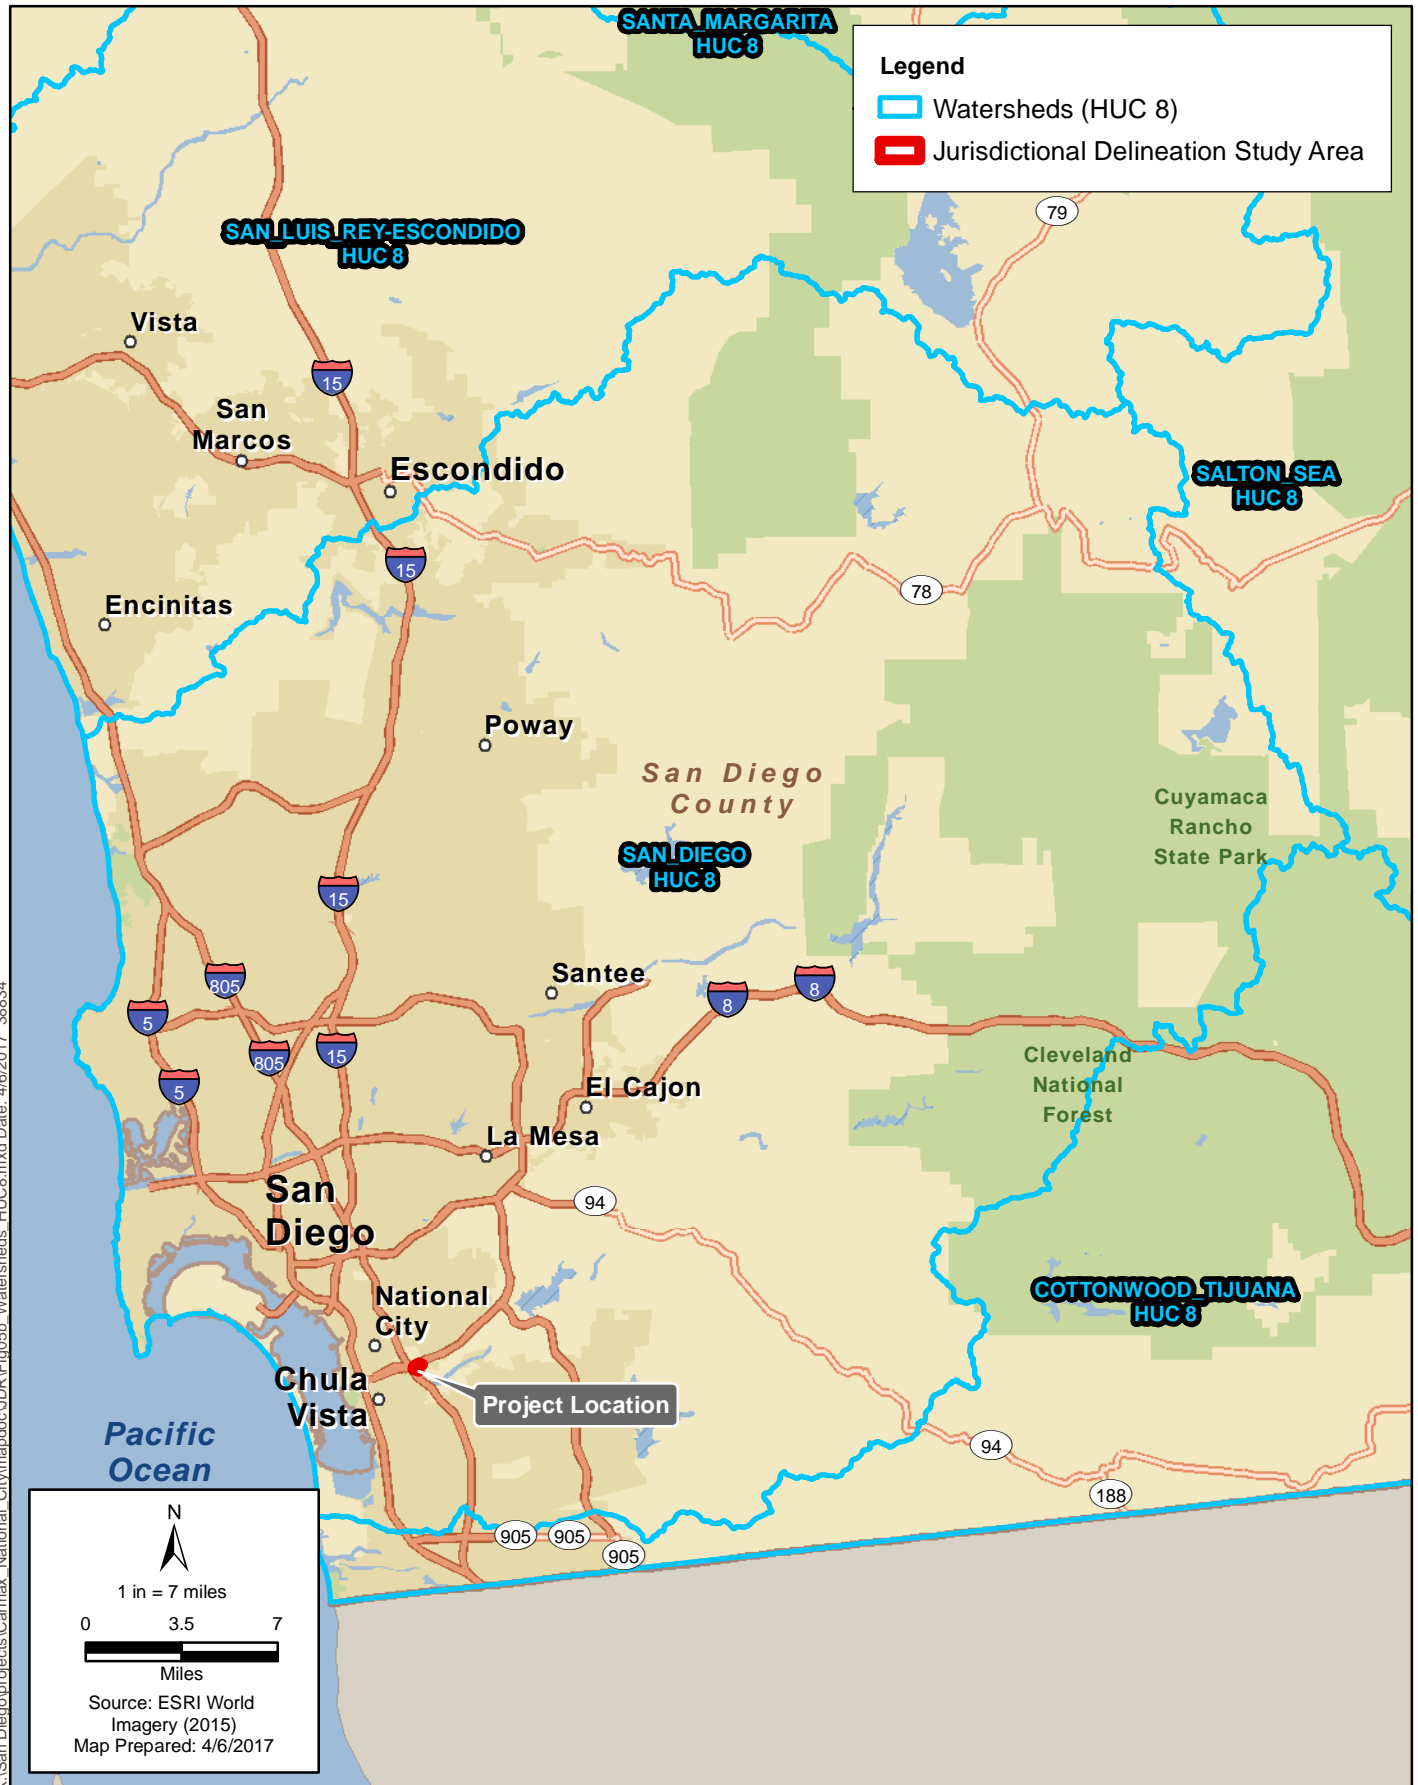 SANTA_MARGARITA
HUC 8
Legend
Watersheds (HUC 8)
Jurisdictional Delineation Study Area
79
SAN_LUIS_REY-ESCONDIDO
HUC 8
Vista
15
San
Marcos
Escondido
SALTON_SEA
HUC 8
15
78
Encinitas
Poway
San Diego
County
Cuyamaca
Rancho
State Park
SAN_DIEGO
HUC 8
15
Santee
805
8
8
5
805
15
Cleveland
National
Forest
5
El Cajon
La Mesa
San
Diego
94
National
City
COTTONWOOD_TIJUANA
HUC 8
Chula
Vista
Project Location
Pacific
Ocean
94
188
905
905
905
N
1 in = 7 miles
0 3.5 7
Miles
Source: ESRI World
Imagery (2015)
Map Prepared: 4/6/2017